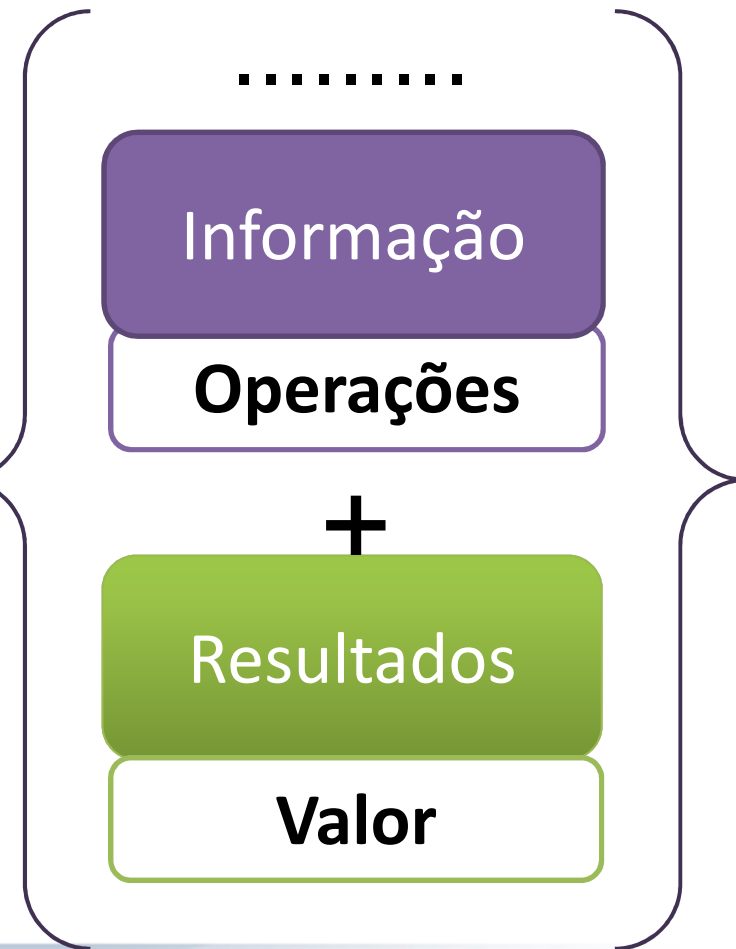 .........
Informação
Operações
+
Resultados
Valor